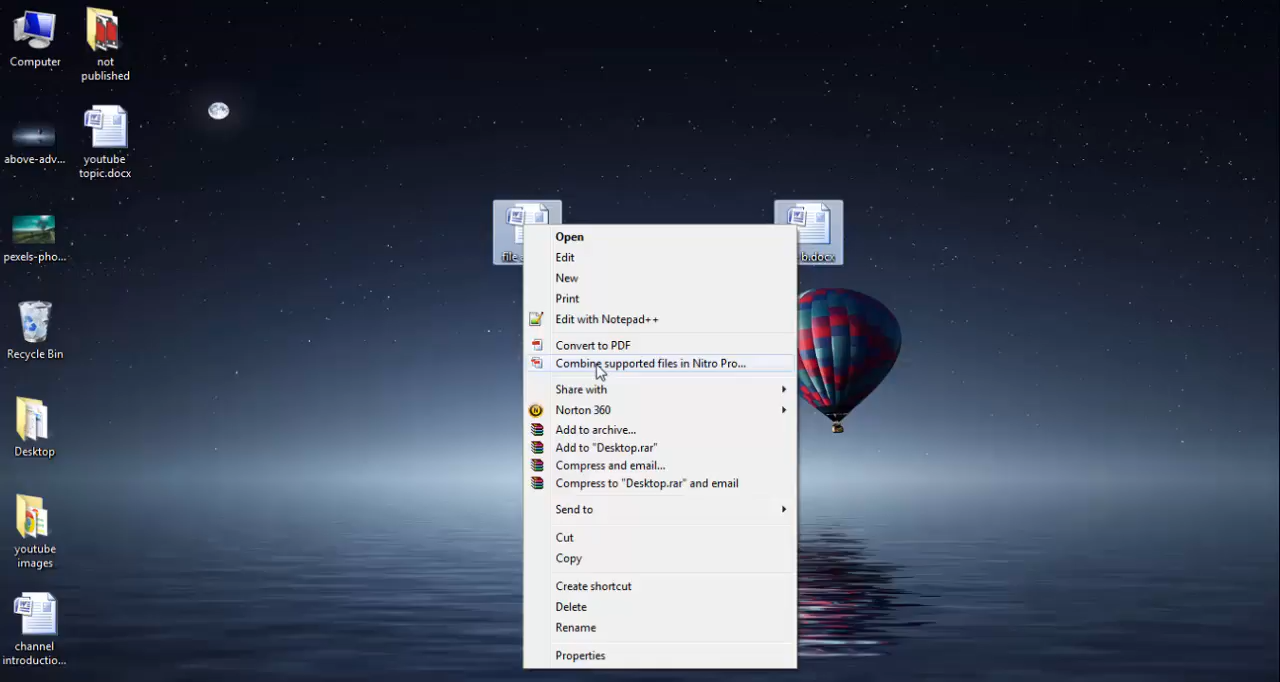 Computer
not
published
above-adv...
youtube
topic.docx
pexels-pho...
Recycle Bin
Desktop
youtube
images
channel
introductio...
file
b.docx
Open
Edit
New
Print
Edit with Notepad++
Convert to PDF
Combine supported files in Nitro Pro...
Share with
Norton 360
Add to archive...
Add to "Desktop.rar"
Compress and email...
Compress to "Desktop.rar" and email
Send to
Cut
Copy
Create shortcut
Delete
Rename
Properties